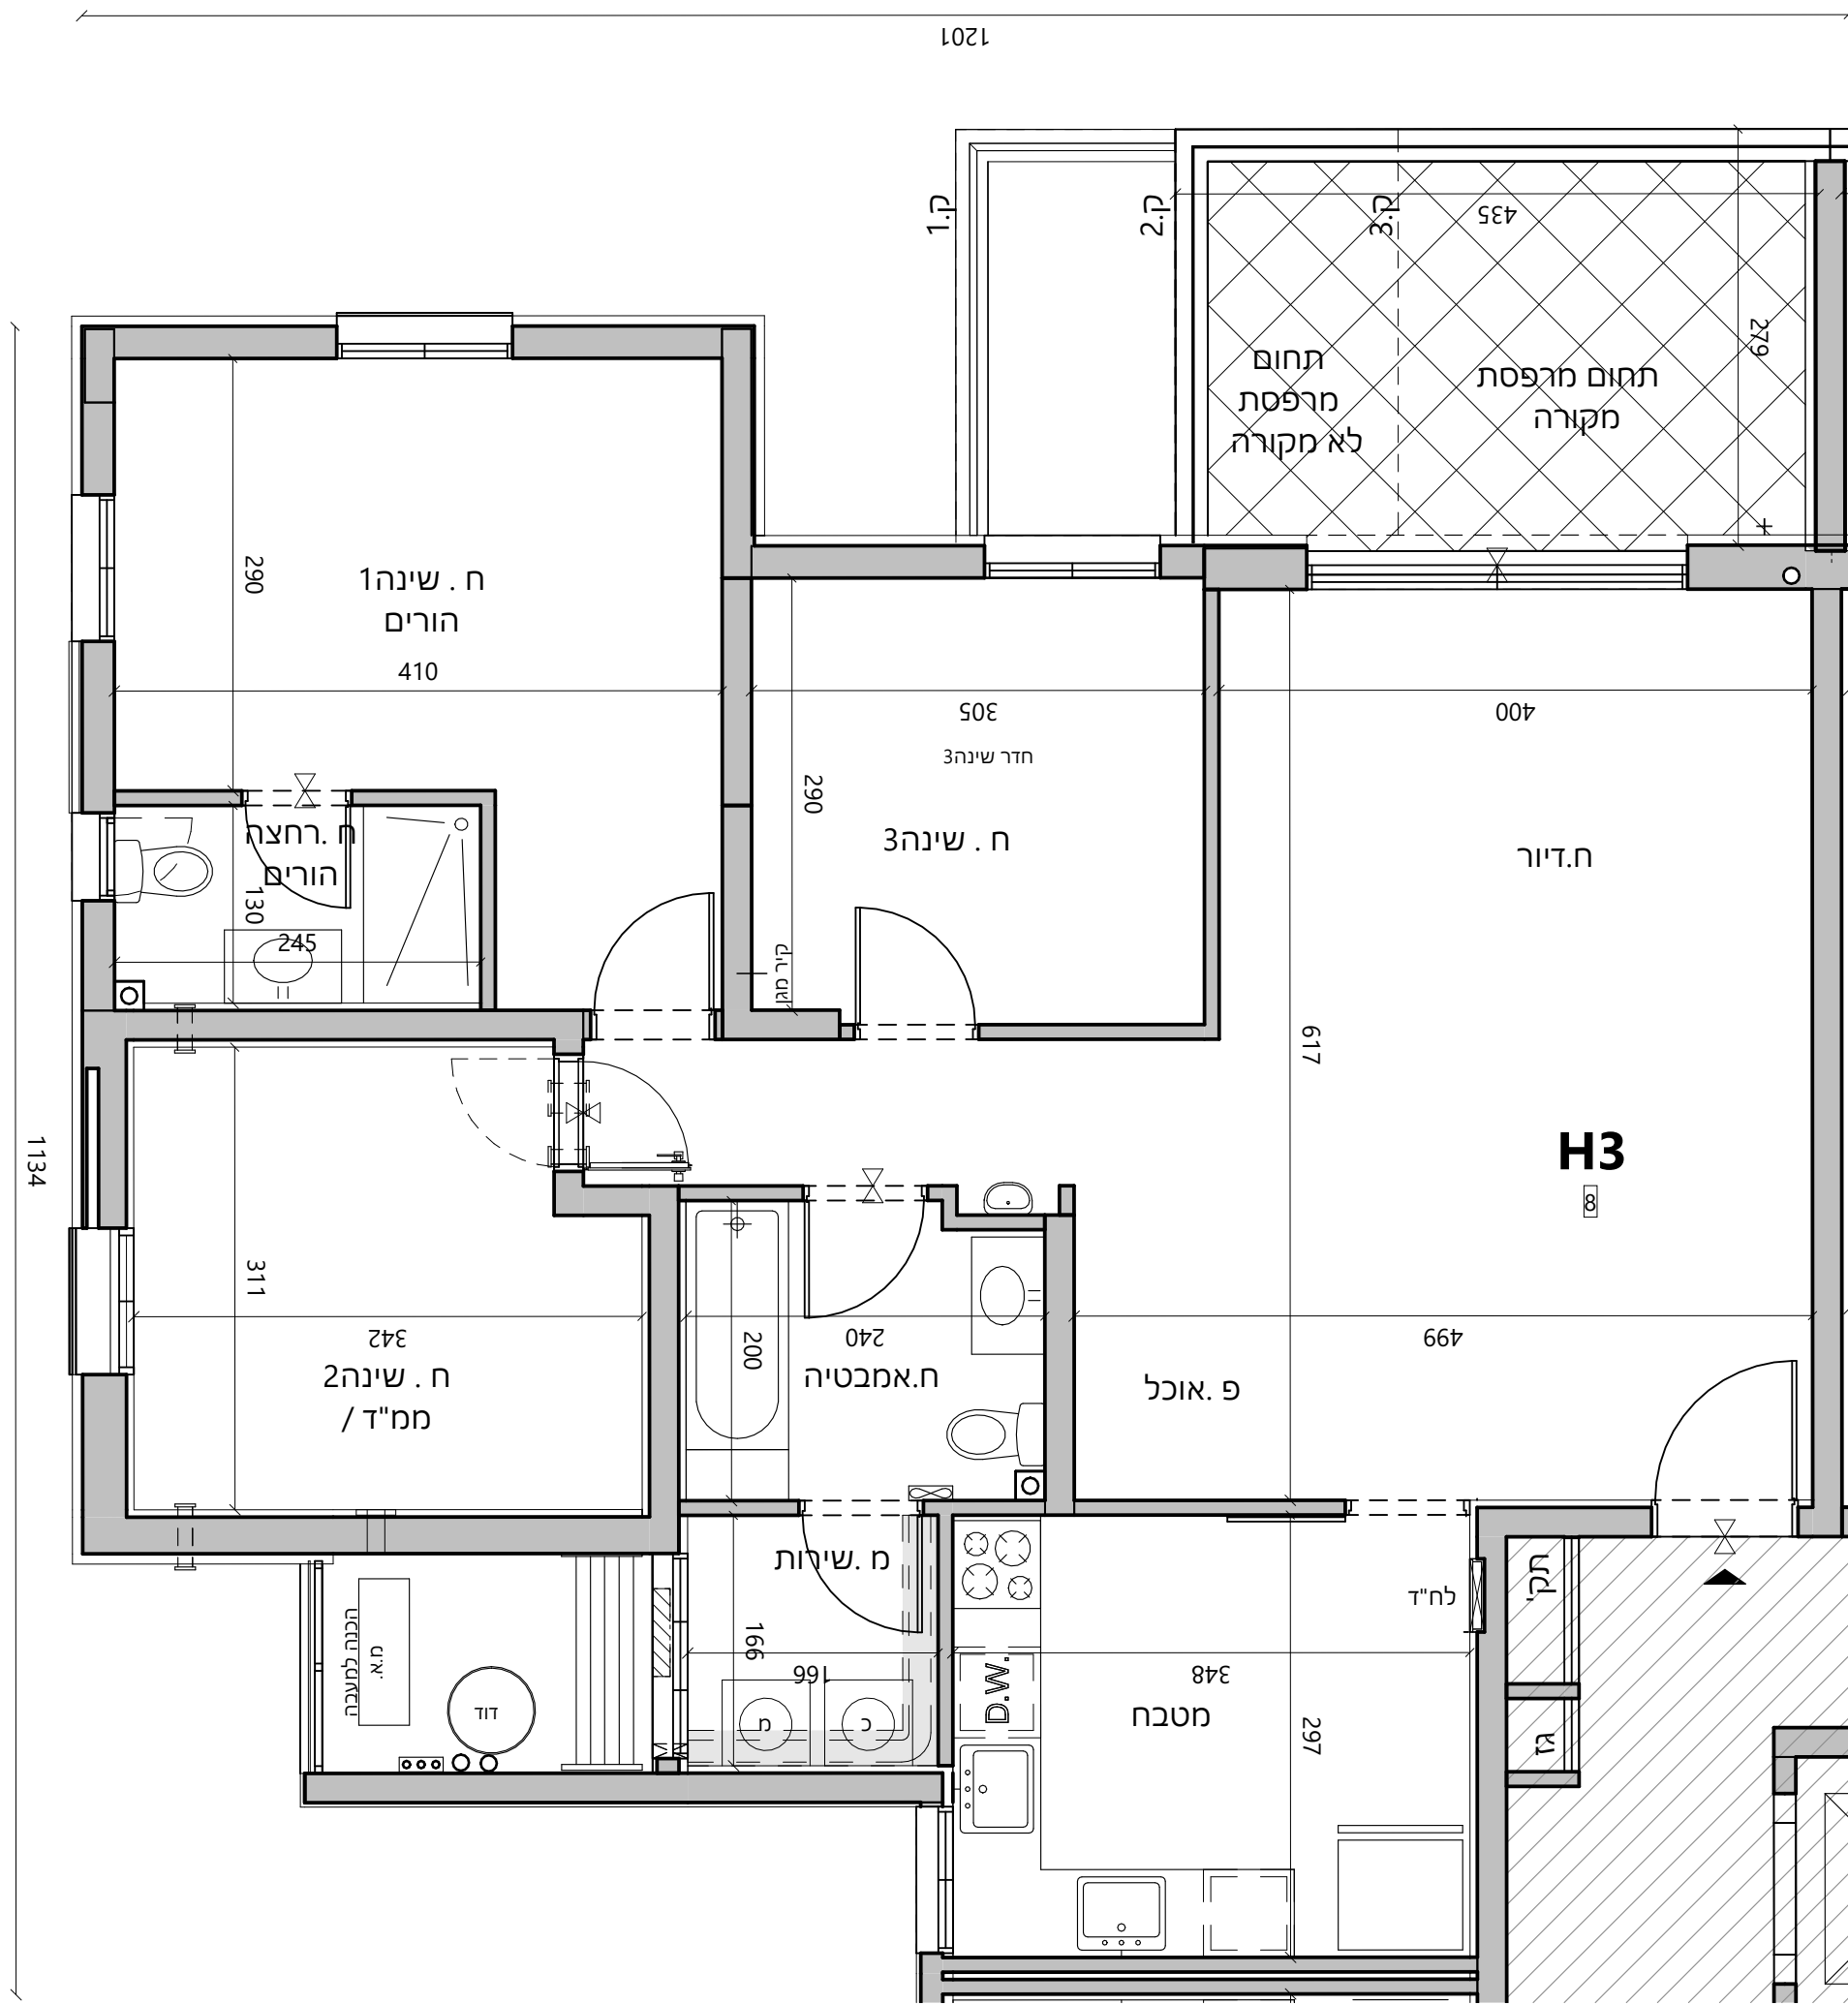 1201
ק.1
ק.2
ק.3
435
279
תחום
מרפסת
לא מקורה
תחום מרפסת
מקורה
290
ח . שינה1
הורים
410
305
400
חדר שינה3
290
ח . שינה3
ח.דיור
ח .רחצה
הורים
130
245
קיר מגן
617
1134
H3
8
311
342
ח . שינה2
ממ"ד /
200
240
ח.אמבטיה
499
פ .אוכל
מ .שירות
166
166
מ
כ
D.W.
348
מטבח
297
לח"ד
תקי
גז
הכנה למעבה
מ.א.
דוד